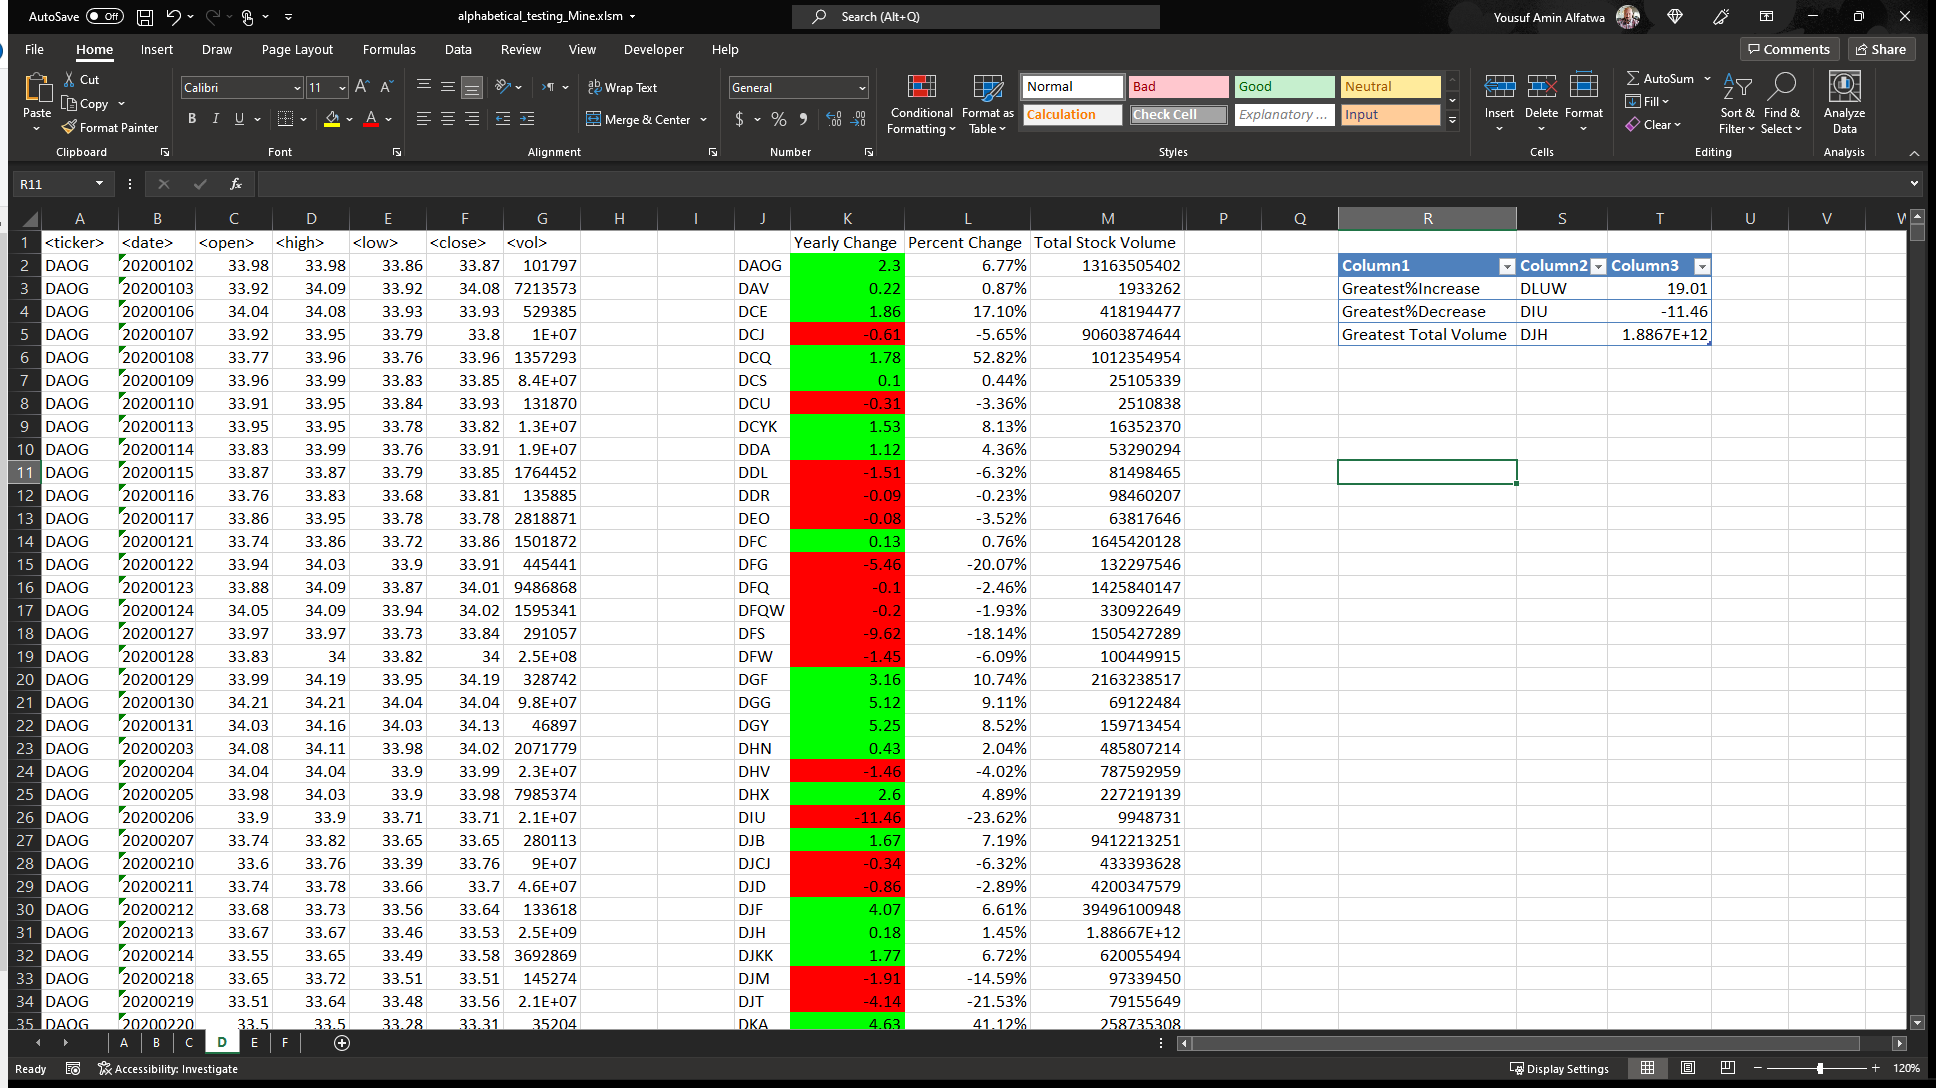 AutoSave Off alphabetical_testing_Mine.xlsm Search (Alt+Q) Yousuf Amin Alfatwa
File Home Insert Draw Page Layout Formulas Data Review View Developer Help Comments Share
Paste Cut Copy Format Painter Clipboard
Calibri 11 B I U A Font
Wrap Text Merge & Center Alignment
General $ % Number
Conditional Formatting Format as Table Normal Bad Good Neutral Calculation Check Cell Explanatory ... Input Styles
Insert Delete Format Cells
AutoSum Fill Clear Sort & Filter Find & Select Editing
Analyze Data Analysis
R11 fx
A B C D E F G H I J K L M P Q R S T U V W
1 <ticker> <date> <open> <high> <low> <close> <vol> Yearly Change Percent Change Total Stock Volume
2 DAOG 20200102 33.98 33.98 33.86 33.87 101797 DAOG 2.3 6.77% 13163505402 Column1 Column2 Column3
3 DAOG 20200103 33.92 34.09 33.92 34.08 7213573 DAV 0.22 0.87% 1933262 Greatest%Increase DLUW 19.01
4 DAOG 20200106 34.04 34.08 33.93 33.93 529385 DCE 1.86 17.10% 418194477 Greatest%Decrease DIU -11.46
5 DAOG 20200107 33.92 33.95 33.79 33.8 1E+07 DCJ -0.61 -5.65% 90603874644 Greatest Total Volume DJH 1.8867E+12
6 DAOG 20200108 33.77 33.96 33.76 33.96 1357293 DCQ 1.78 52.82% 1012354954
7 DAOG 20200109 33.96 33.99 33.83 33.85 8.4E+07 DCS 0.1 0.44% 25105339
8 DAOG 20200110 33.91 33.95 33.84 33.93 131870 DCU -0.31 -3.36% 2510838
9 DAOG 20200113 33.95 33.95 33.78 33.82 1.3E+07 DCYK 1.53 8.13% 16352370
10 DAOG 20200114 33.83 33.99 33.76 33.91 1.9E+07 DDA 1.12 4.36% 53290294
11 DAOG 20200115 33.87 33.87 33.79 33.85 1764452 DDL -1.51 -6.32% 81498465
12 DAOG 20200116 33.76 33.83 33.68 33.81 135885 DDR -0.09 -0.23% 98460207
13 DAOG 20200117 33.86 33.95 33.78 33.78 2818871 DEO -0.08 -3.52% 63817646
14 DAOG 20200121 33.74 33.86 33.72 33.86 1501872 DFC 0.13 0.76% 1645420128
15 DAOG 20200122 33.94 34.03 33.9 33.91 445441 DFG -5.46 -20.07% 132297546
16 DAOG 20200123 33.88 34.09 33.87 34.01 9486868 DFQ -0.1 -2.46% 1425840147
17 DAOG 20200124 34.05 34.09 33.94 34.02 1595341 DFQW -0.2 -1.93% 330922649
18 DAOG 20200127 33.97 33.97 33.73 33.84 291057 DFS -9.62 -18.14% 1505427289
19 DAOG 20200128 33.83 34 33.82 34 2.5E+08 DFW -1.45 -6.09% 100449915
20 DAOG 20200129 33.99 34.19 33.95 34.19 328742 DGF 3.16 10.74% 2163238517
21 DAOG 20200130 34.21 34.21 34.04 34.04 9.8E+07 DGG 5.12 9.11% 69122484
22 DAOG 20200131 34.03 34.16 34.03 34.13 46897 DGY 5.25 8.52% 159713454
23 DAOG 20200203 34.08 34.11 33.98 34.02 2071779 DHN 0.43 2.04% 485807214
24 DAOG 20200204 34.04 34.04 33.9 33.99 2.3E+07 DHV -1.46 -4.02% 787592959
25 DAOG 20200205 33.98 34.03 33.9 33.98 7985374 DHX 2.6 4.89% 227219139
26 DAOG 20200206 33.9 33.9 33.71 33.71 2.1E+07 DIU -11.46 -23.62% 9948731
27 DAOG 20200207 33.74 33.82 33.65 33.65 280113 DJB 1.67 7.19% 9412213251
28 DAOG 20200210 33.6 33.76 33.39 33.76 9E+07 DJCJ -0.34 -6.32% 433393628
29 DAOG 20200211 33.74 33.78 33.66 33.7 4.6E+07 DJD -0.86 -2.89% 4200347579
30 DAOG 20200212 33.68 33.73 33.56 33.64 133618 DJF 4.07 6.61% 39496100948
31 DAOG 20200213 33.67 33.67 33.46 33.53 2.5E+09 DJH 0.18 1.45% 1.88667E+12
32 DAOG 20200214 33.55 33.65 33.49 33.58 3692869 DJKK 1.77 6.72% 620055494
33 DAOG 20200218 33.65 33.72 33.51 33.51 145274 DJM -1.91 -14.59% 97339450
34 DAOG 20200219 33.51 33.64 33.48 33.56 2.1E+07 DJT -4.14 -21.53% 79155649
35 DAOG 20200220 33.5 33.5 33.28 33.31 35204 DKA 4.63 41.12% 258735308
A B C D E F
Ready Accessibility: Investigate Display Settings 120%